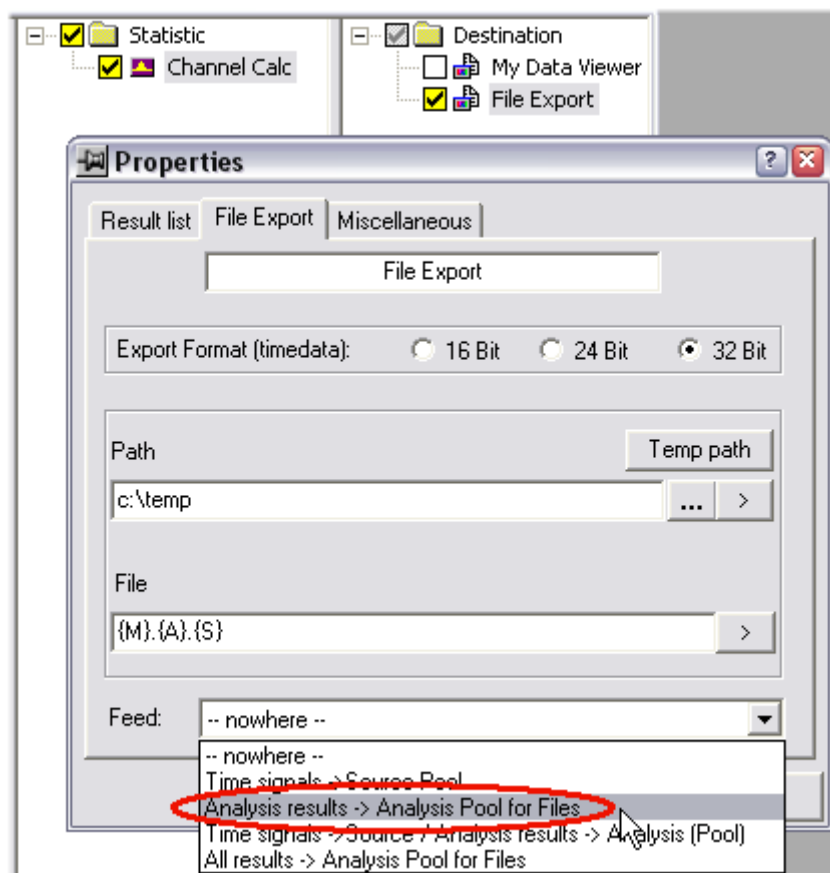 Statistic
Channel Calc
Destination
My Data Viewer
File Export
Properties
Result list File Export Miscellaneous
File Export
Export Format (timedata): 16 Bit 24 Bit 32 Bit
Path Temp path
c:\temp ... >
File
{M}.{A}.{S} >
Feed: -- nowhere --
-- nowhere --
Time signals ->Source Pool
Analysis results -> Analysis Pool for Files
Time signals ->Source / Analysis results -> Analysis (Pool)
All results -> Analysis Pool for Files